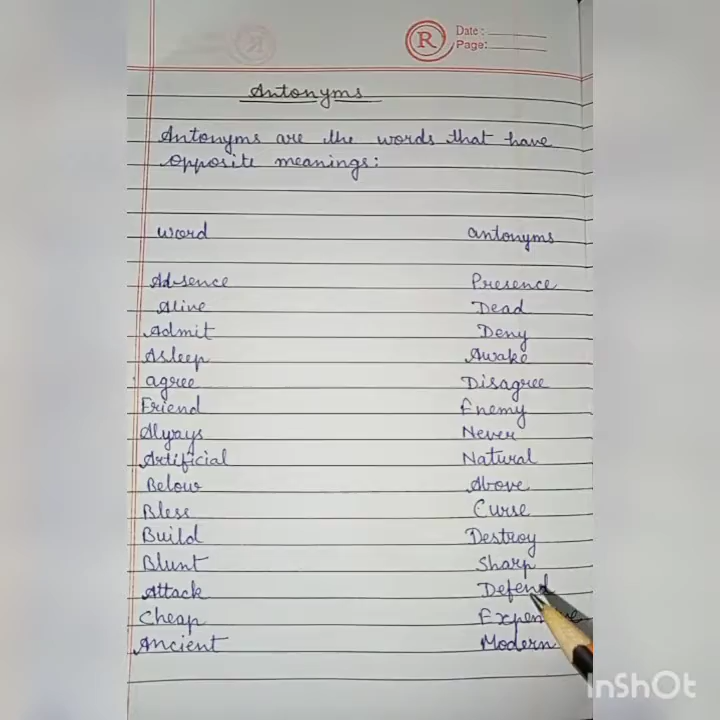 R Date:
Page:
Antonyms
Antonyms are the words that have
opposite meanings:
word antonyms
Absence Presence
Alive Dead
Admit Deny
Asleep Awake
agree Disagree
Friend Enemy
Always Never
Artificial Natural
Below Above
Bless Curse
Build Destroy
Blunt Sharp
Attack Defend
Cheap
Ancient Modern
InShOt